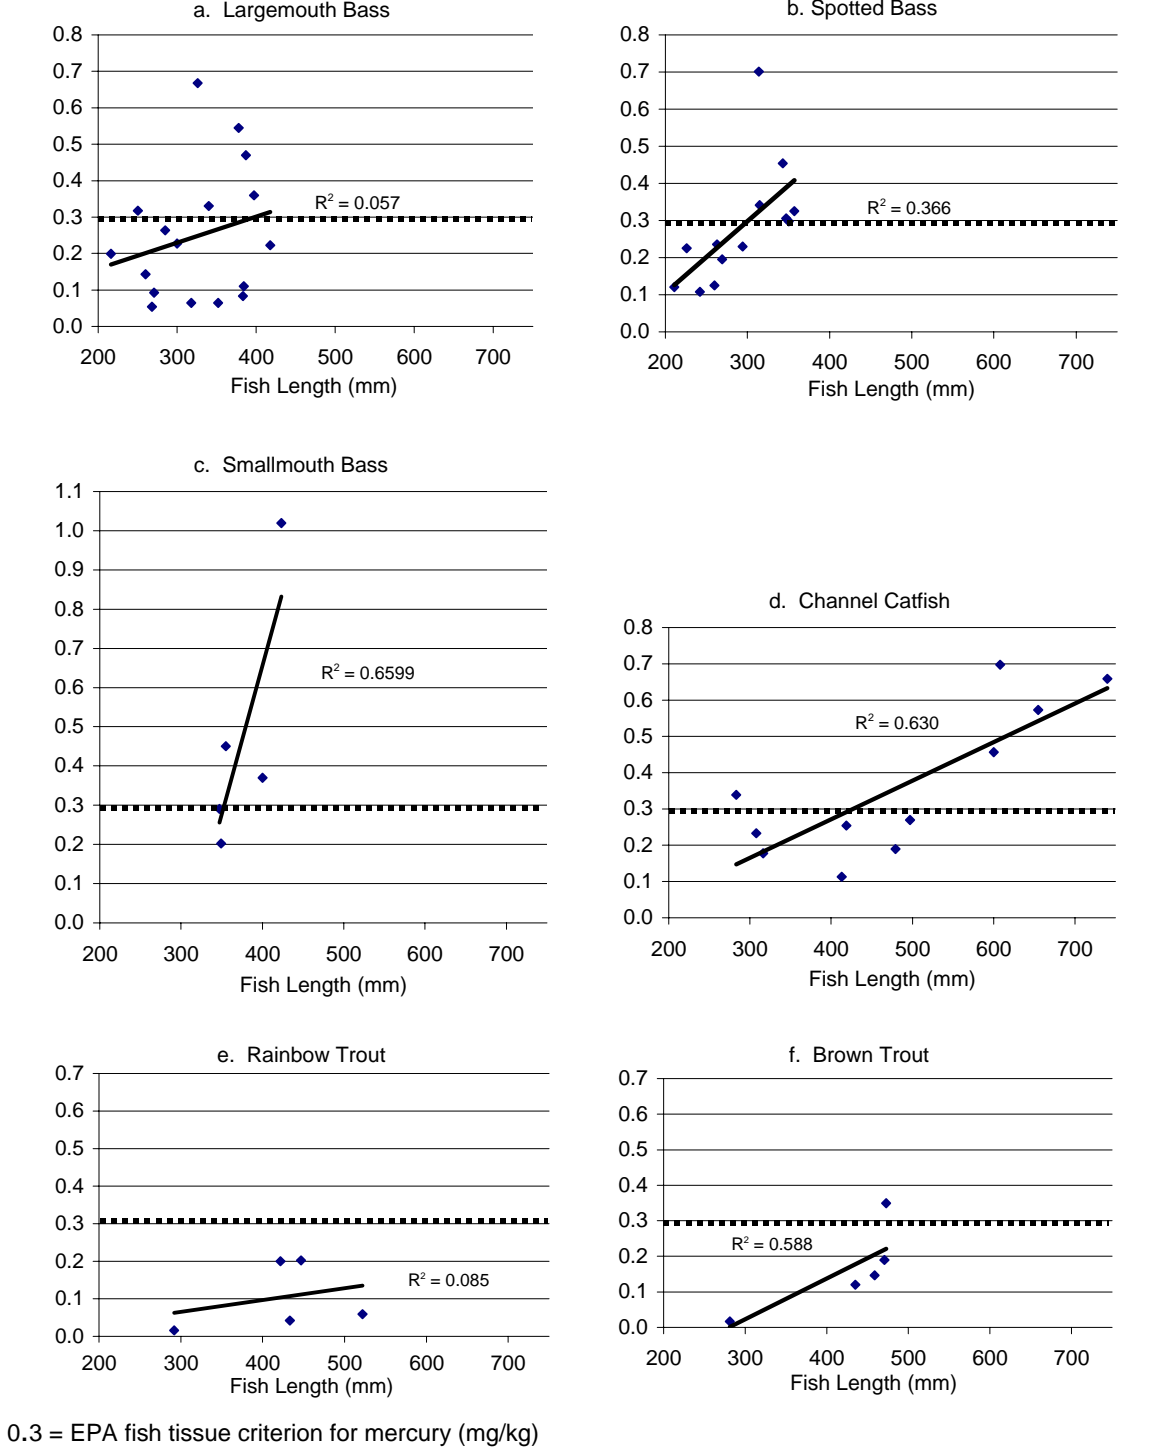 a. Largemouth Bass
0.8
0.7
0.6
0.5
0.4
0.3
0.2
0.1
0.0
R² = 0.057
200 300 400 500 600 700
Fish Length (mm)
b. Spotted Bass
0.8
0.7
0.6
0.5
0.4
0.3
0.2
0.1
0.0
R² = 0.366
200 300 400 500 600 700
Fish Length (mm)
c. Smallmouth Bass
1.1
1.0
0.9
0.8
0.7
0.6
0.5
0.4
0.3
0.2
0.1
0.0
R² = 0.6599
200 300 400 500 600 700
Fish Length (mm)
d. Channel Catfish
0.8
0.7
0.6
0.5
0.4
0.3
0.2
0.1
0.0
R² = 0.630
200 300 400 500 600 700
Fish Length (mm)
e. Rainbow Trout
0.7
0.6
0.5
0.4
0.3
0.2
0.1
0.0
R² = 0.085
200 300 400 500 600 700
Fish Length (mm)
f. Brown Trout
0.7
0.6
0.5
0.4
0.3
0.2
0.1
0.0
R² = 0.588
200 300 400 500 600 700
Fish Length (mm)
0.3 = EPA fish tissue criterion for mercury (mg/kg)